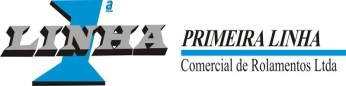 1ª
LINHA
PRIMEIRA LINHA
Comercial de Rolamentos Ltda